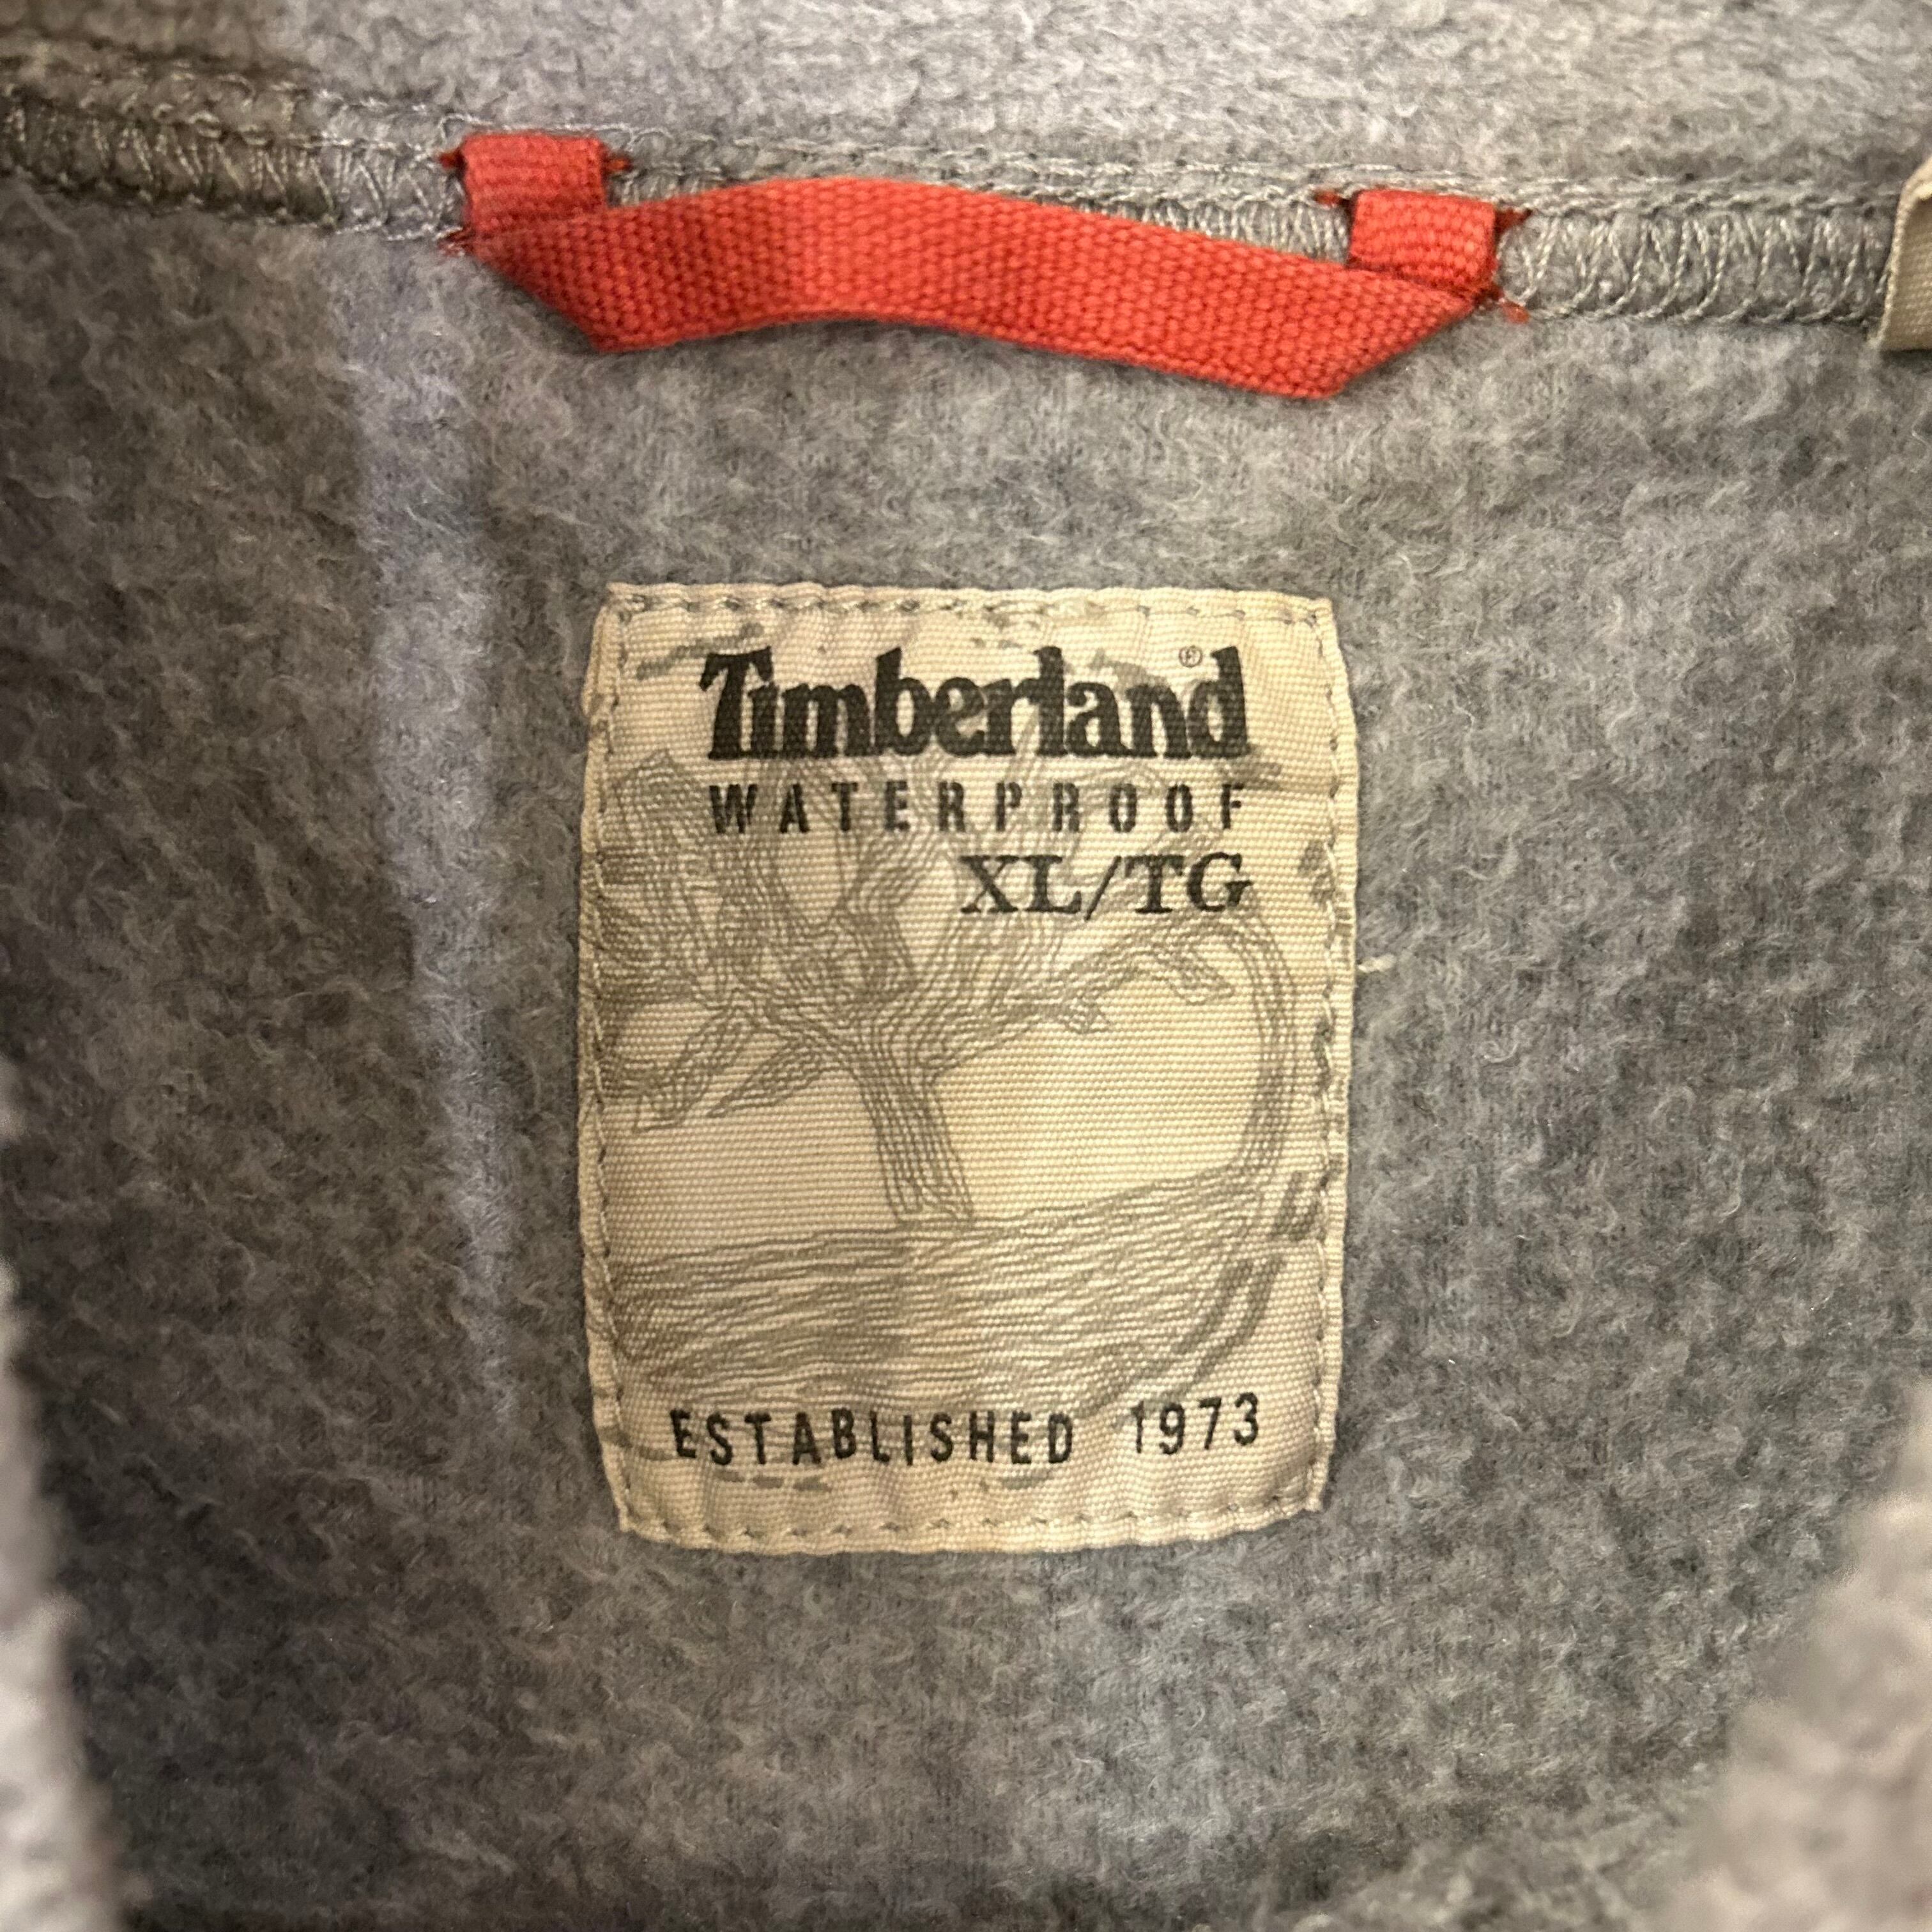 Timberland®
WATERPROOF
XL/TG
ESTABLISHED 1973